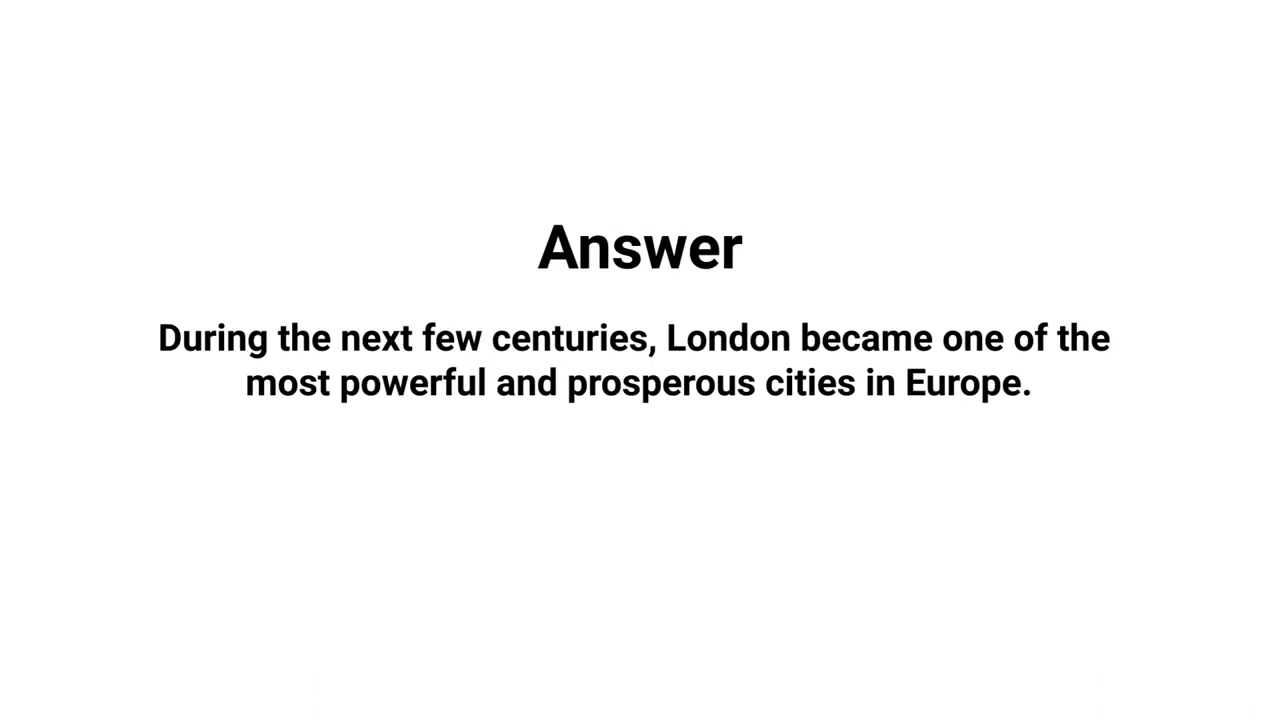 Answer
During the next few centuries, London became one of the
most powerful and prosperous cities in Europe.